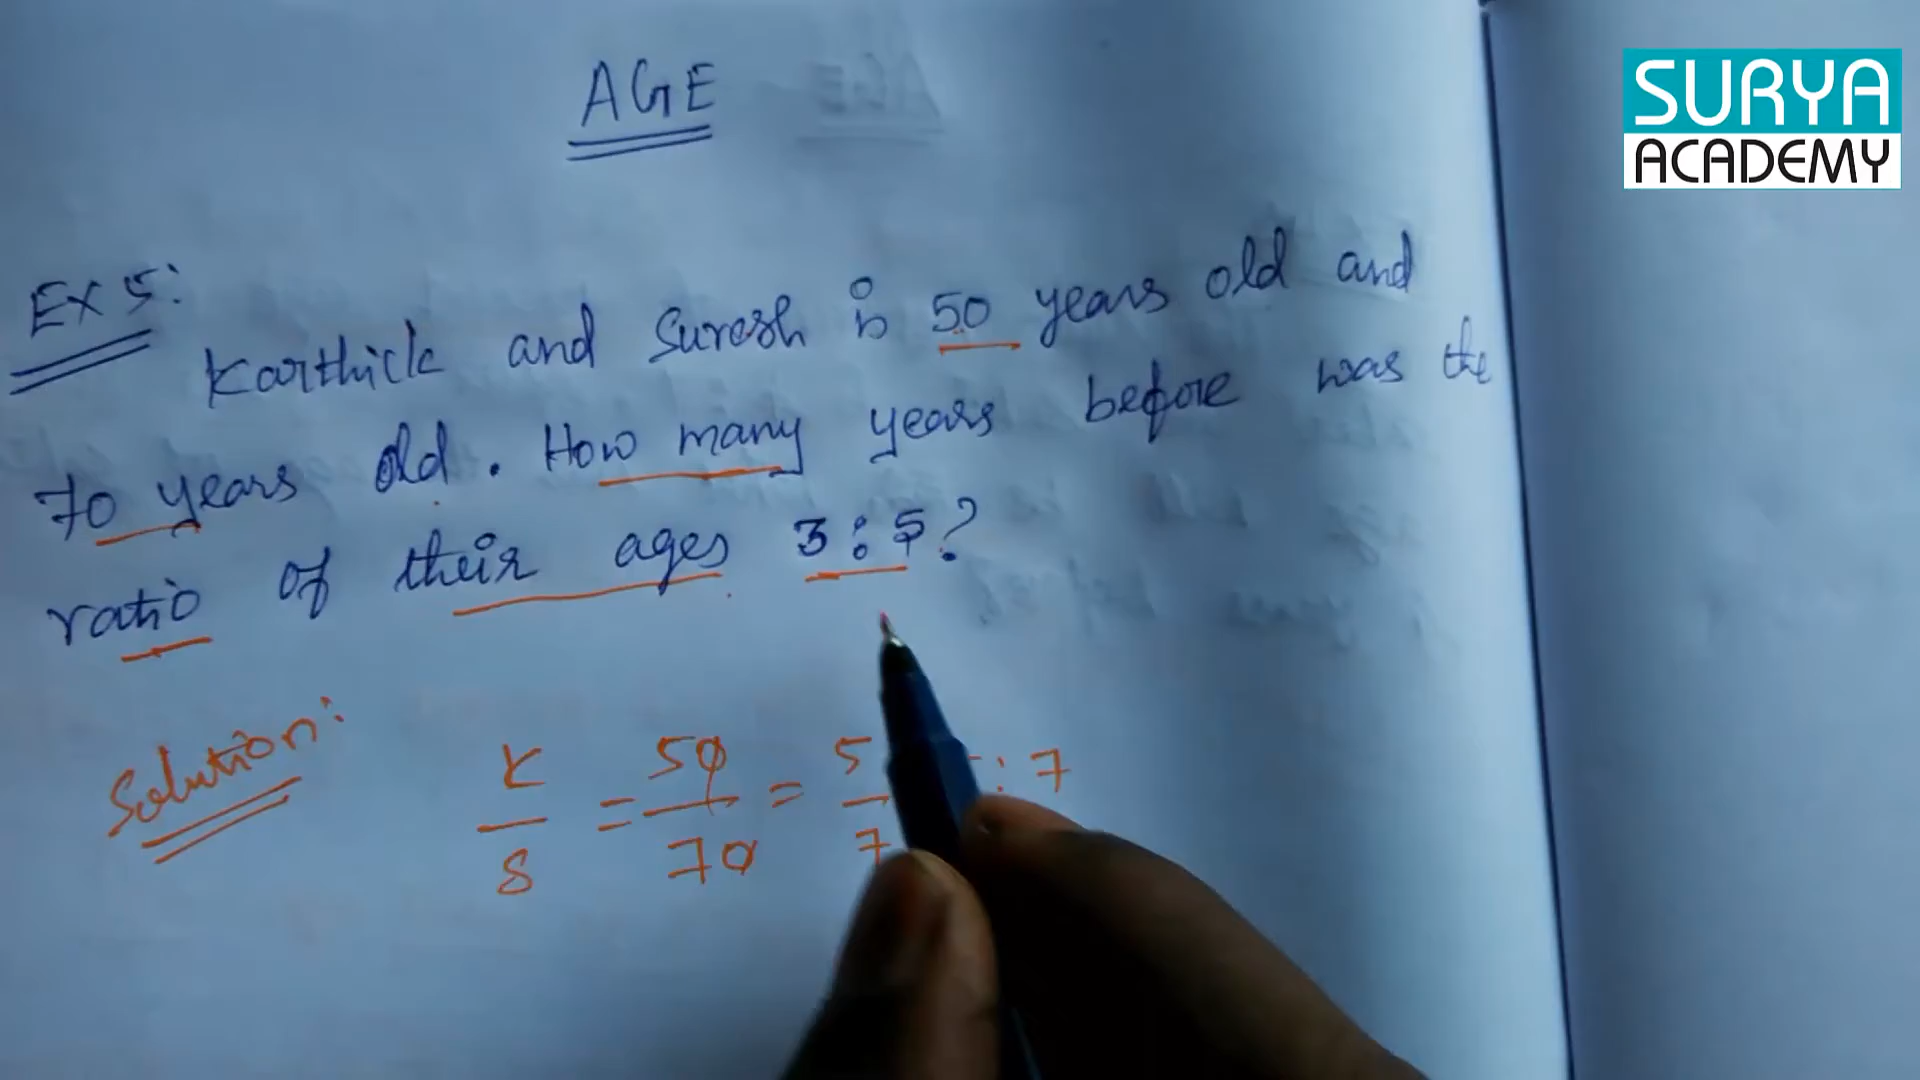 AGE
SURYA
ACADEMY
EX 5:
Karthick and Suresh is 50 years old and
70 years old. How many years before was the
ratio of their ages 3:5?
Solution:
K/S = 50/70 = 5/7 : 7